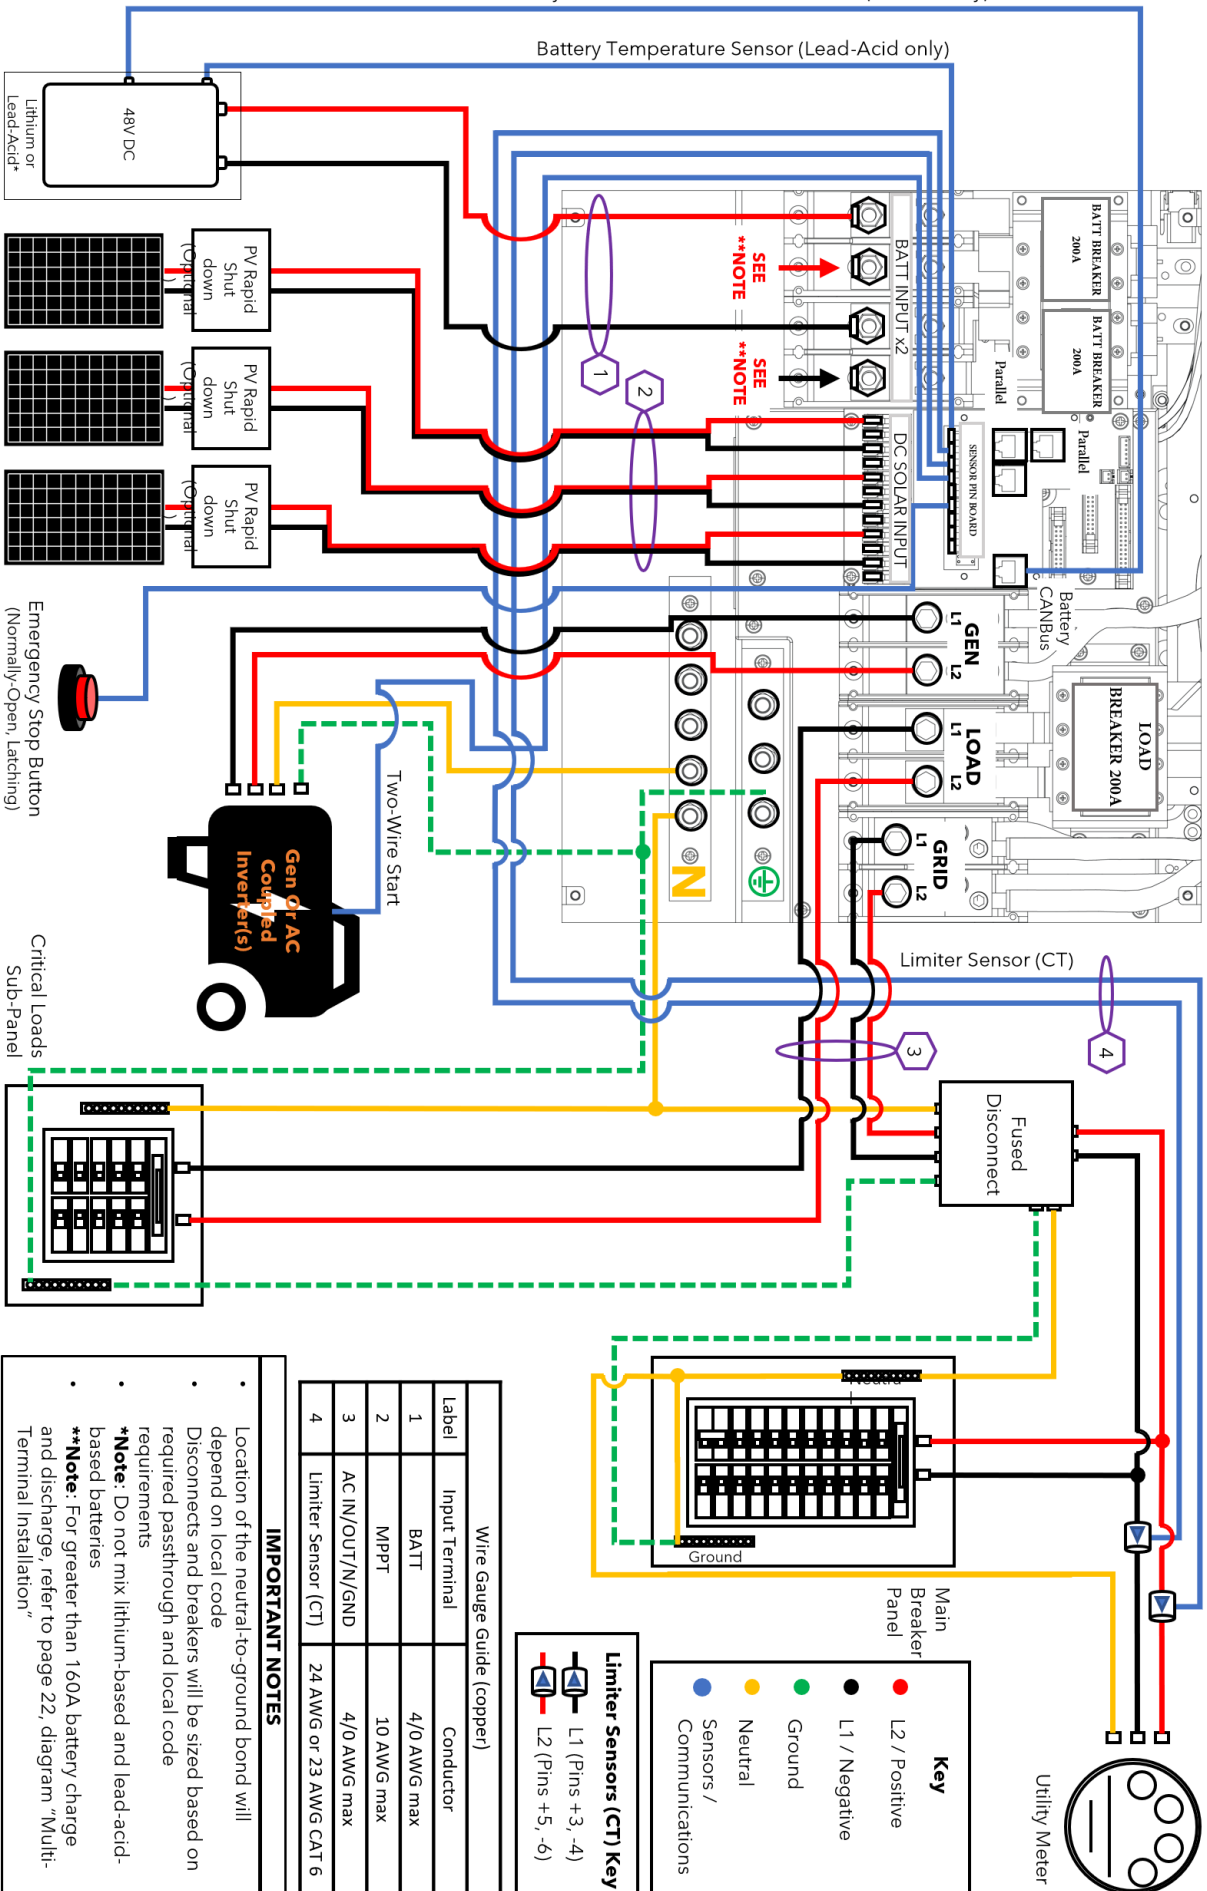 Battery Temperature Sensor (Lead-Acid only)
48V DC
Lithium or
Lead-Acid*
PV Rapid
Shut
down
(Optional
)
PV Rapid
Shut
down
(Optional
)
PV Rapid
Shut
down
(Optional
)
BATT BREAKER
200A
BATT BREAKER
200A
BATT INPUT x2
SEE
**NOTE
SEE
**NOTE
1
2
Parallel
Parallel
SENSOR PIN BOARD
DC SOLAR INPUT
Battery
CANBus
GEN
L1
L2
LOAD
L1
L2
GRID
L1
L2
LOAD
BREAKER 200A
N
Emergency Stop Button
(Normally-Open, Latching)
Two-Wire Start
Gen Or AC
Coupled
Inverter(s)
Limiter Sensor (CT)
3
4
Critical Loads
Sub-Panel
Fused
Disconnect
Ground
Main
Breaker
Panel
Utility Meter
Key
L2 / Positive
L1 / Negative
Ground
Neutral
Sensors /
Communications
Limiter Sensors (CT) Key
L1 (Pins +3, -4)
L2 (Pins +5, -6)
Wire Gauge Guide (copper)
Label Input Terminal Conductor
1 BATT 4/0 AWG max
2 MPPT 10 AWG max
3 AC IN/OUT/N/GND 4/0 AWG max
4 Limiter Sensor (CT) 24 AWG or 23 AWG CAT 6
IMPORTANT NOTES
• Location of the neutral-to-ground bond will
depend on local code
• Disconnects and breakers will be sized based on
required passthrough and local code
requirements
• *Note: Do not mix lithium-based and lead-acid-
based batteries
• **Note: For greater than 160A battery charge
and discharge, refer to page 22, diagram "Multi-
Terminal Installation"